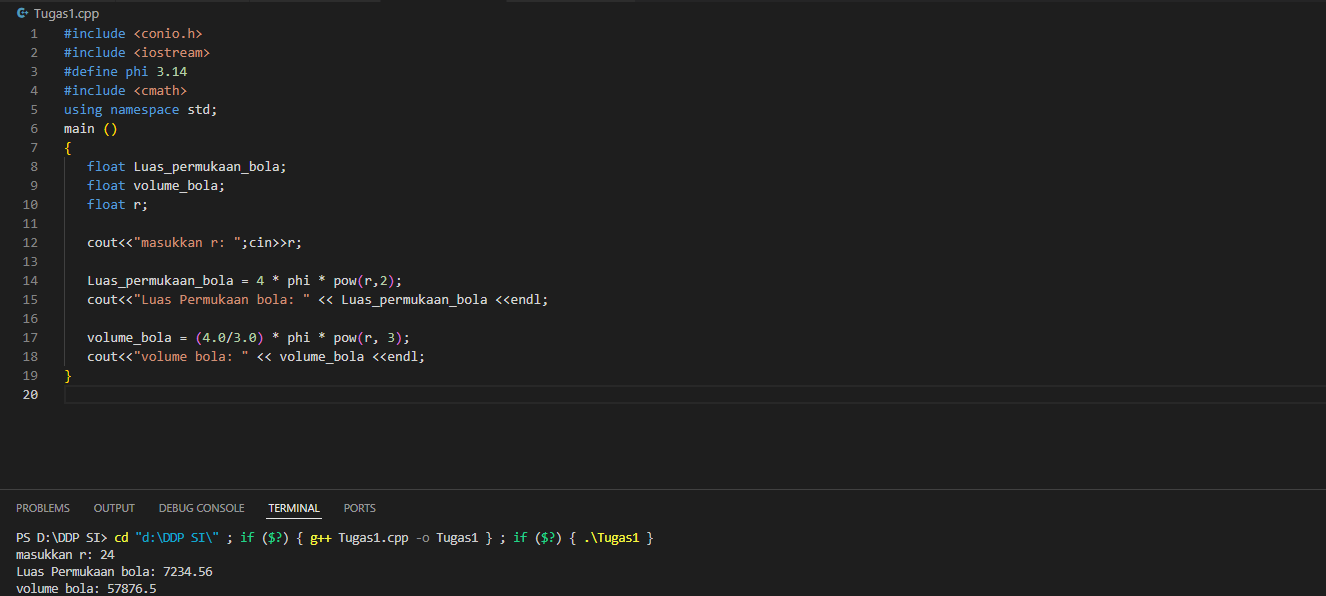 Tugas1.cpp
1 #include <conio.h>
2 #include <iostream>
3 #define phi 3.14
4 #include <cmath>
5 using namespace std;
6 main ()
7 {
8 float Luas_permukaan_bola;
9 float volume_bola;
10 float r;
11
12 cout<<"masukkan r: ";cin>>r;
13
14 Luas_permukaan_bola = 4 * phi * pow(r,2);
15 cout<<"Luas Permukaan bola: " << Luas_permukaan_bola <<endl;
16
17 volume_bola = (4.0/3.0) * phi * pow(r, 3);
18 cout<<"volume bola: " << volume_bola <<endl;
19 }
20
PROBLEMS OUTPUT DEBUG CONSOLE TERMINAL PORTS
PS D:\DDP SI> cd "d:\DDP SI\" ; if ($?) { g++ Tugas1.cpp -o Tugas1 } ; if ($?) { .\Tugas1 }
masukkan r: 24
Luas Permukaan bola: 7234.56
volume bola: 57876.5